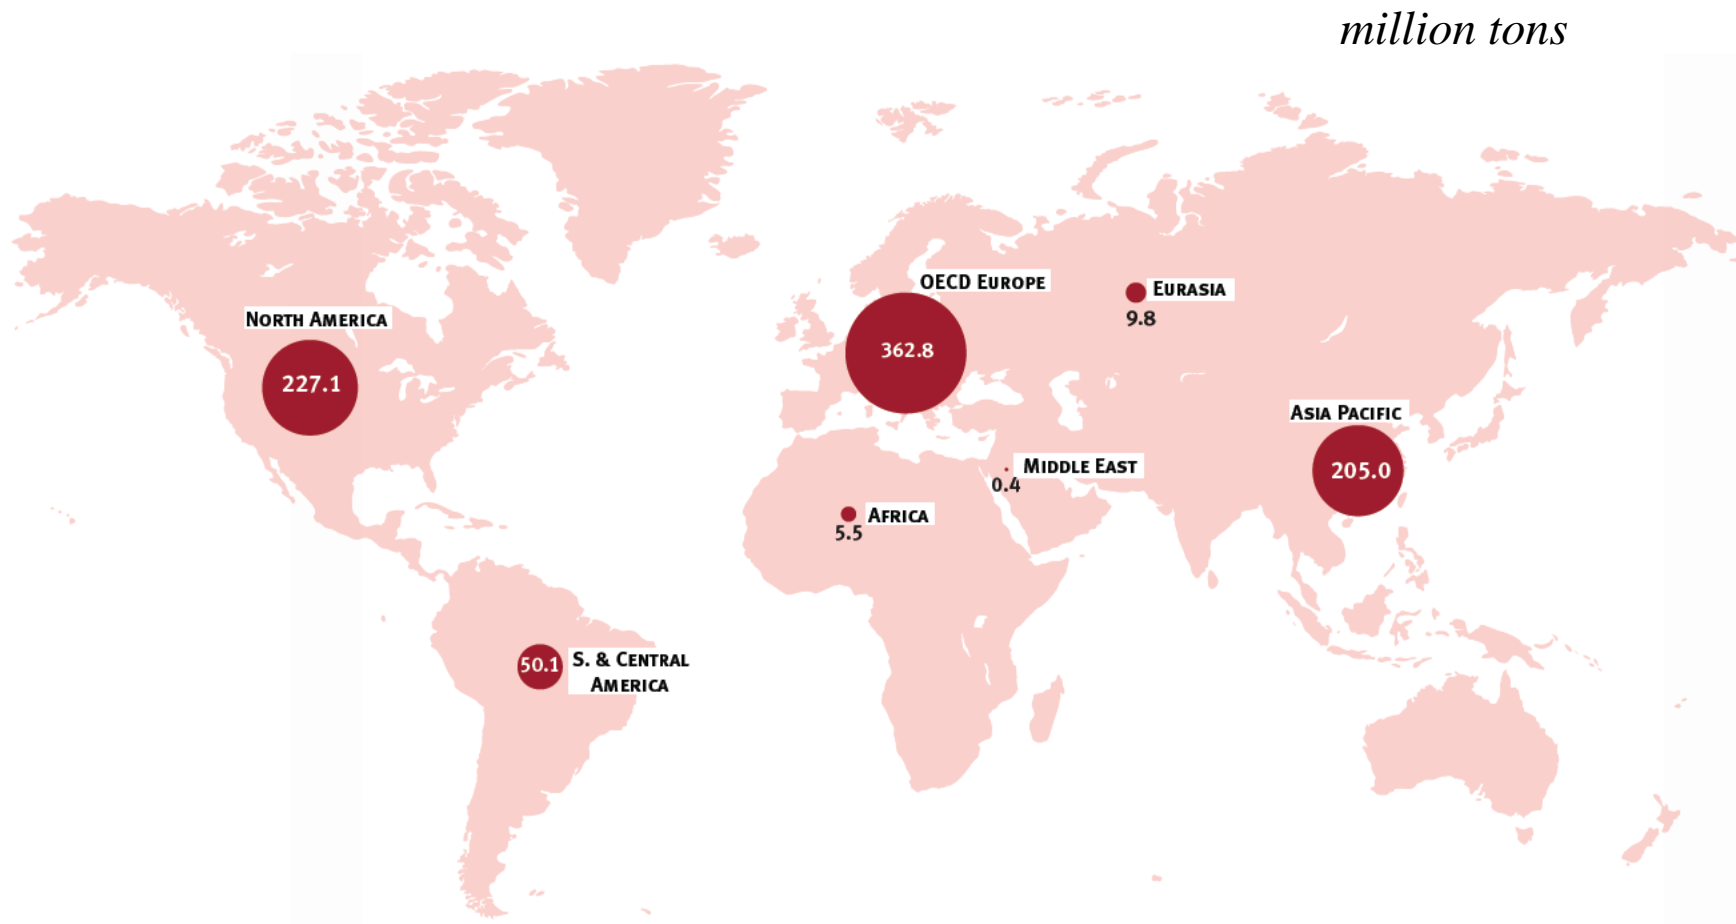 million tons
OECD EUROPE
362.8
EURASIA
9.8
NORTH AMERICA
227.1
ASIA PACIFIC
205.0
MIDDLE EAST
0.4
AFRICA
5.5
50.1
S. & CENTRAL
AMERICA